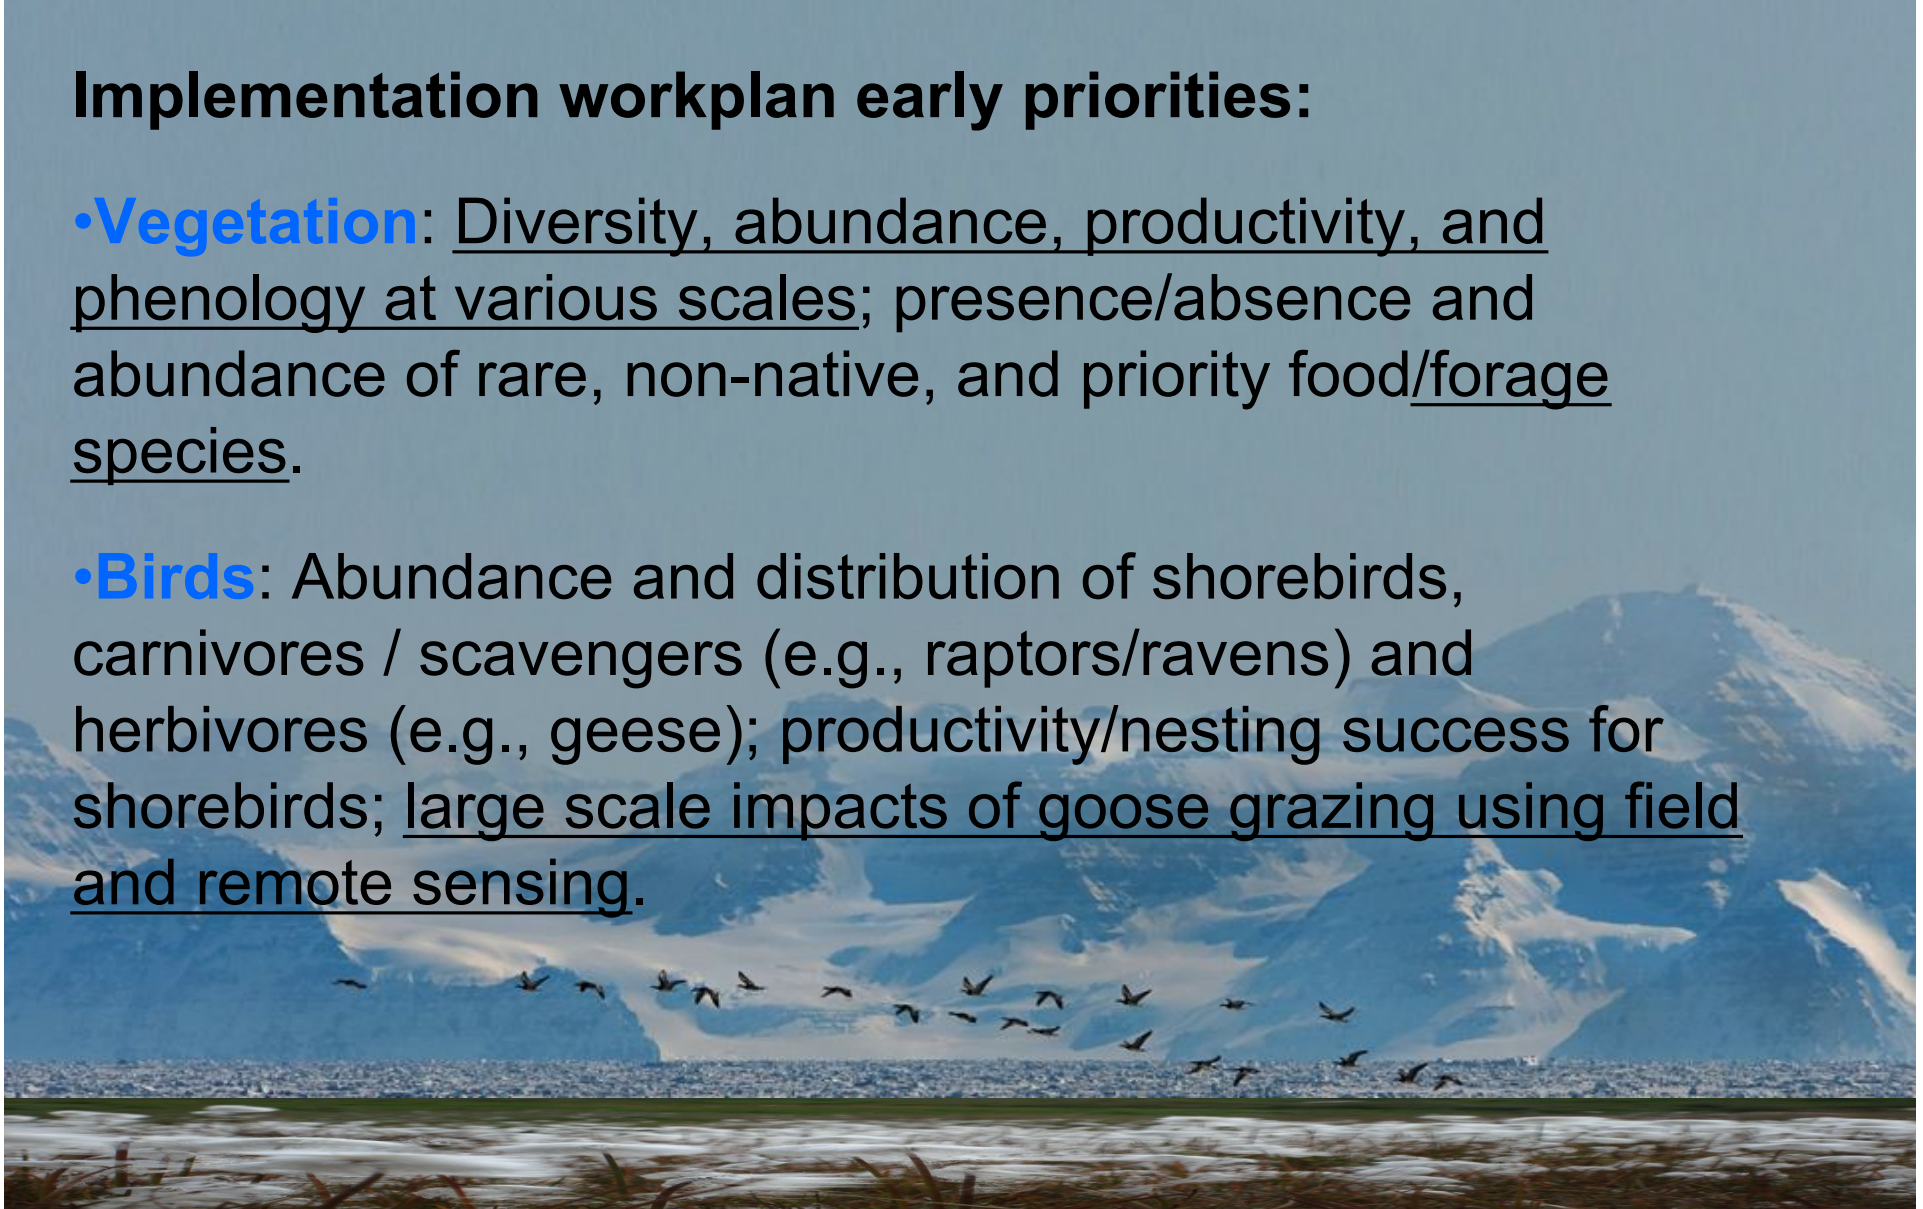 Implementation workplan early priorities:
•Vegetation: Diversity, abundance, productivity, and
phenology at various scales; presence/absence and
abundance of rare, non-native, and priority food/forage
species.
•Birds: Abundance and distribution of shorebirds,
carnivores / scavengers (e.g., raptors/ravens) and
herbivores (e.g., geese); productivity/nesting success for
shorebirds; large scale impacts of goose grazing using field
and remote sensing.